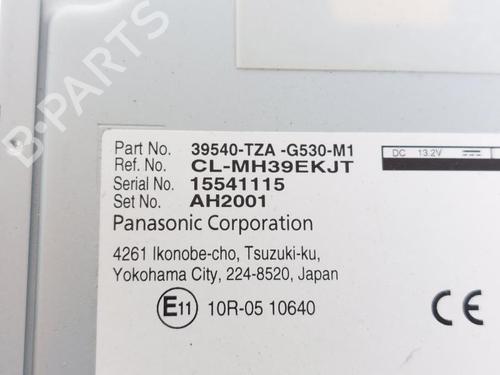 Part No. 39540-TZA -G530-M1
Ref. No. CL-MH39EKJT
Serial No. 15541115
Set No. AH2001
Panasonic Corporation
4261 Ikonobe-cho, Tsuzuki-ku,
Yokohama City, 224-8520, Japan
E11 10R-05 10640
DC 13.2V
CE
B-PARTS